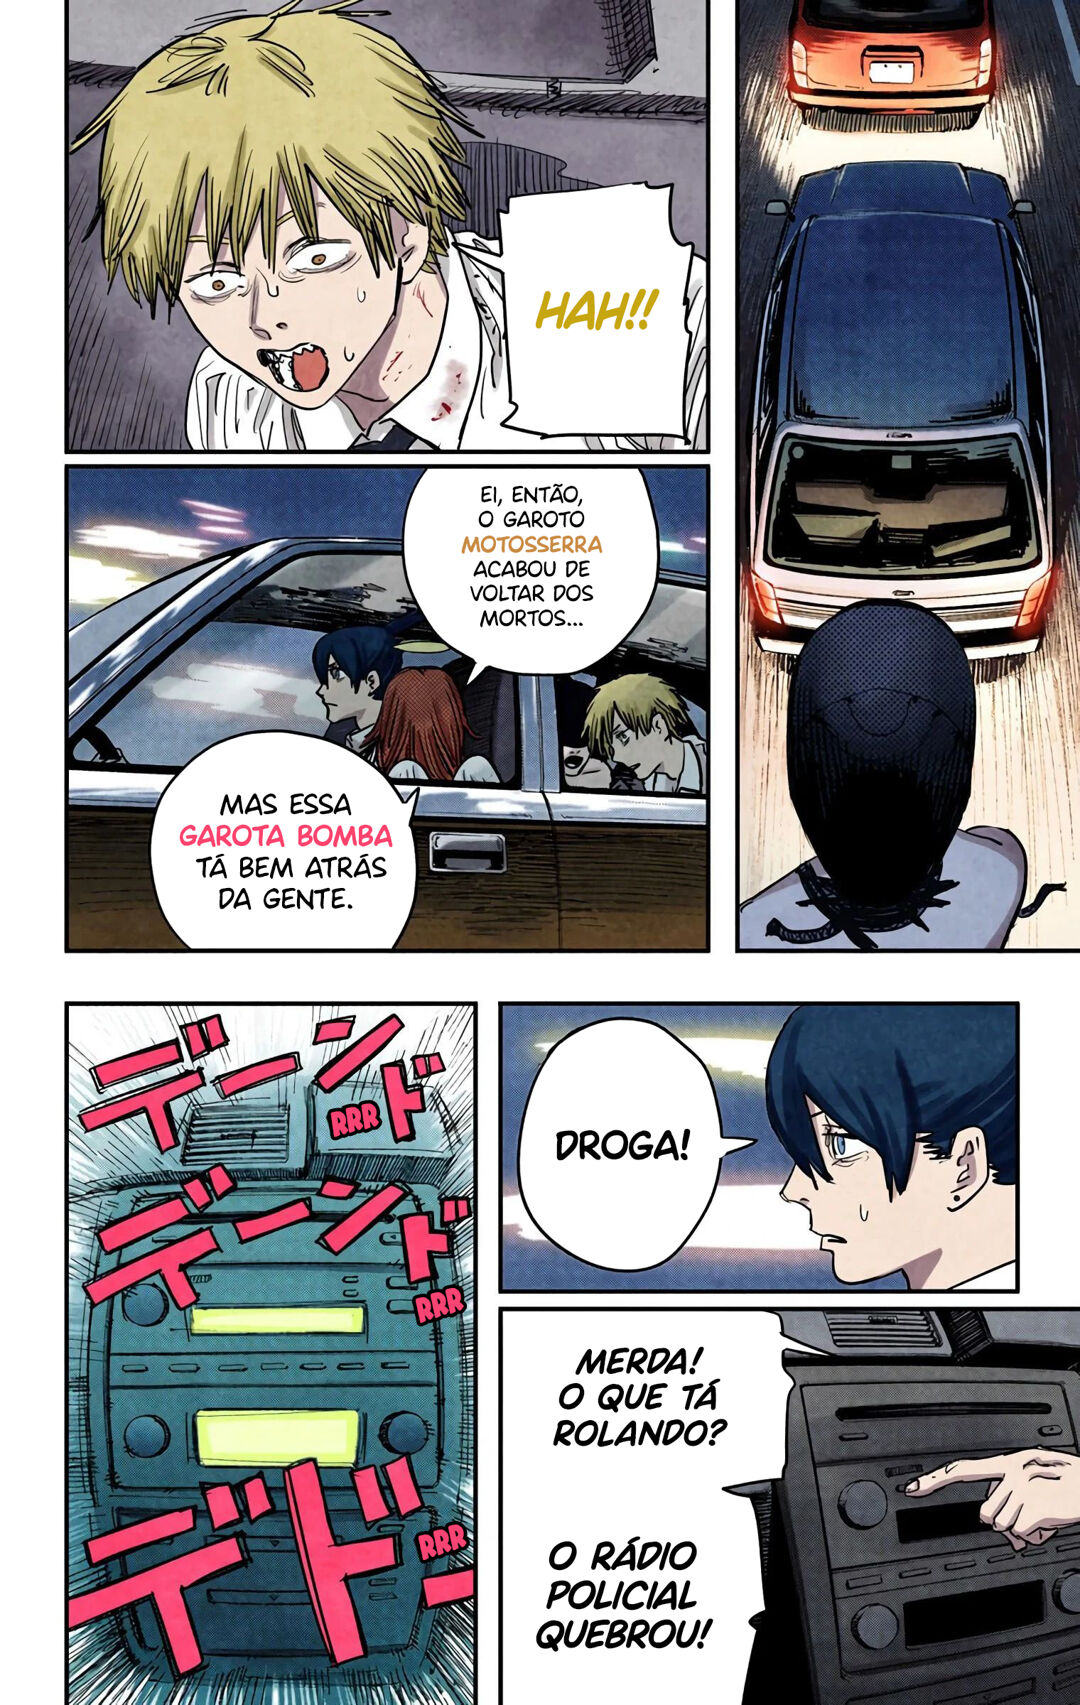 HAH!!
EI, ENTÃO,
O GAROTO
MOTOSSERRA
ACABOU DE
VOLTAR DOS
MORTOS...
MAS ESSA
GAROTA BOMBA
TÁ BEM ATRÁS
DA GENTE.
デーンド
RRR
デーンド
RRR
デド
RRR
DROGA!
MERDA!
O QUE TÁ
ROLANDO?
O RÁDIO
POLICIAL
QUEBROU!